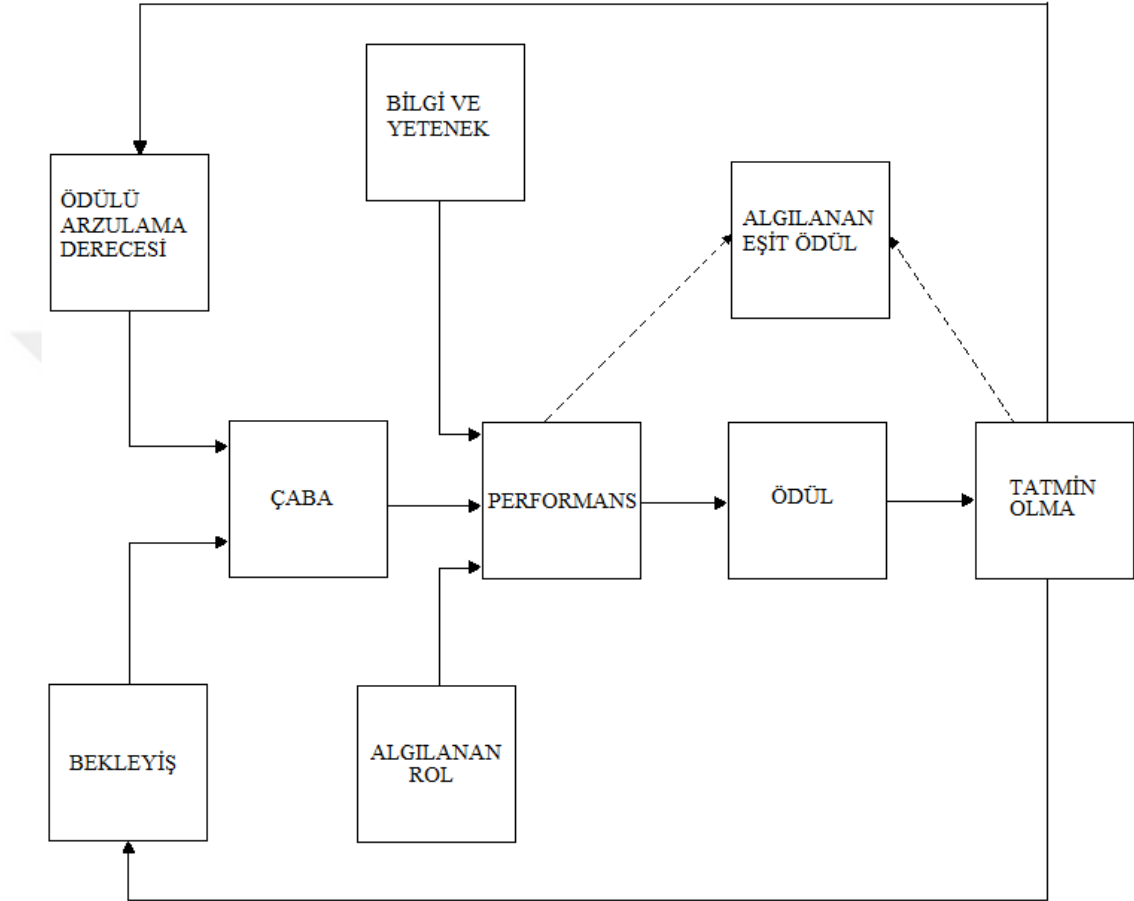 BİLGİ VE
YETENEK
ÖDÜLÜ
ARZULAMA
DERECESİ
ALGILANAN
EŞİT ÖDÜL
ÇABA
PERFORMANS
ÖDÜL
TATMİN
OLMA
BEKLEYİŞ
ALGILANAN
ROL